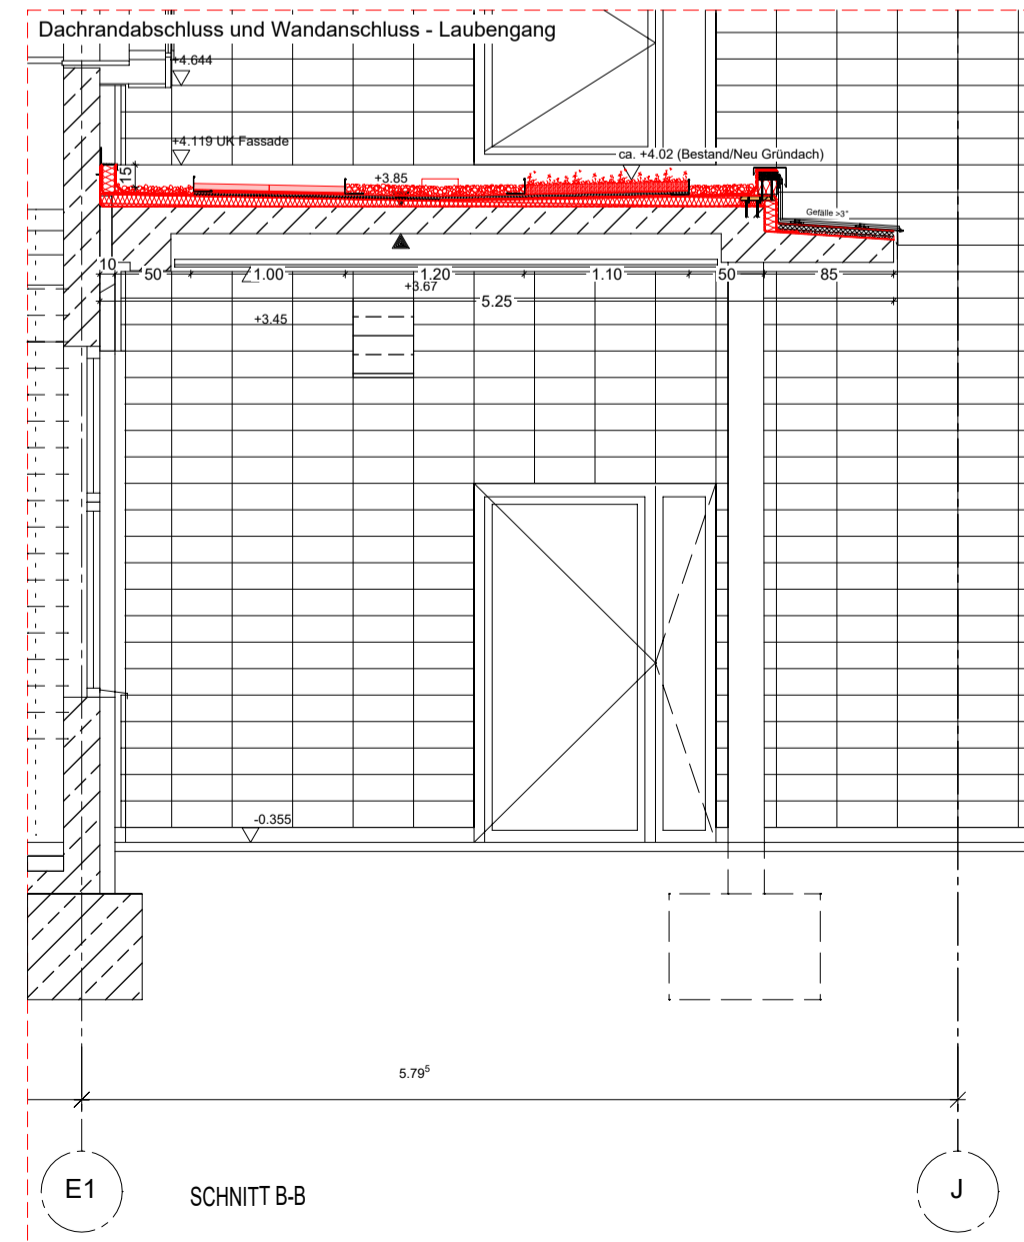 Dachrandabschluss und Wandanschluss - Laubengang
+4.644
+4.119 UK Fassade
ca. +4.02 (Bestand/Neu Gründach)
15
+3.85
Gefälle >3°
10
50
1.00
1.20
1.10
50
85
+3.67
5.25
+3.45
-0.355
5.79⁵
E1
SCHNITT B-B
J